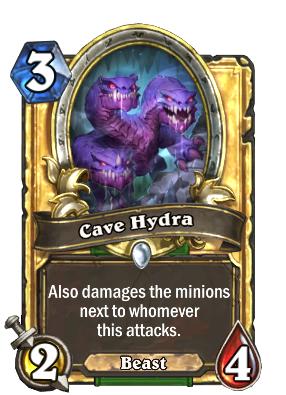 3
Cave Hydra
Also damages the minions
next to whomever
this attacks.
2
Beast
4